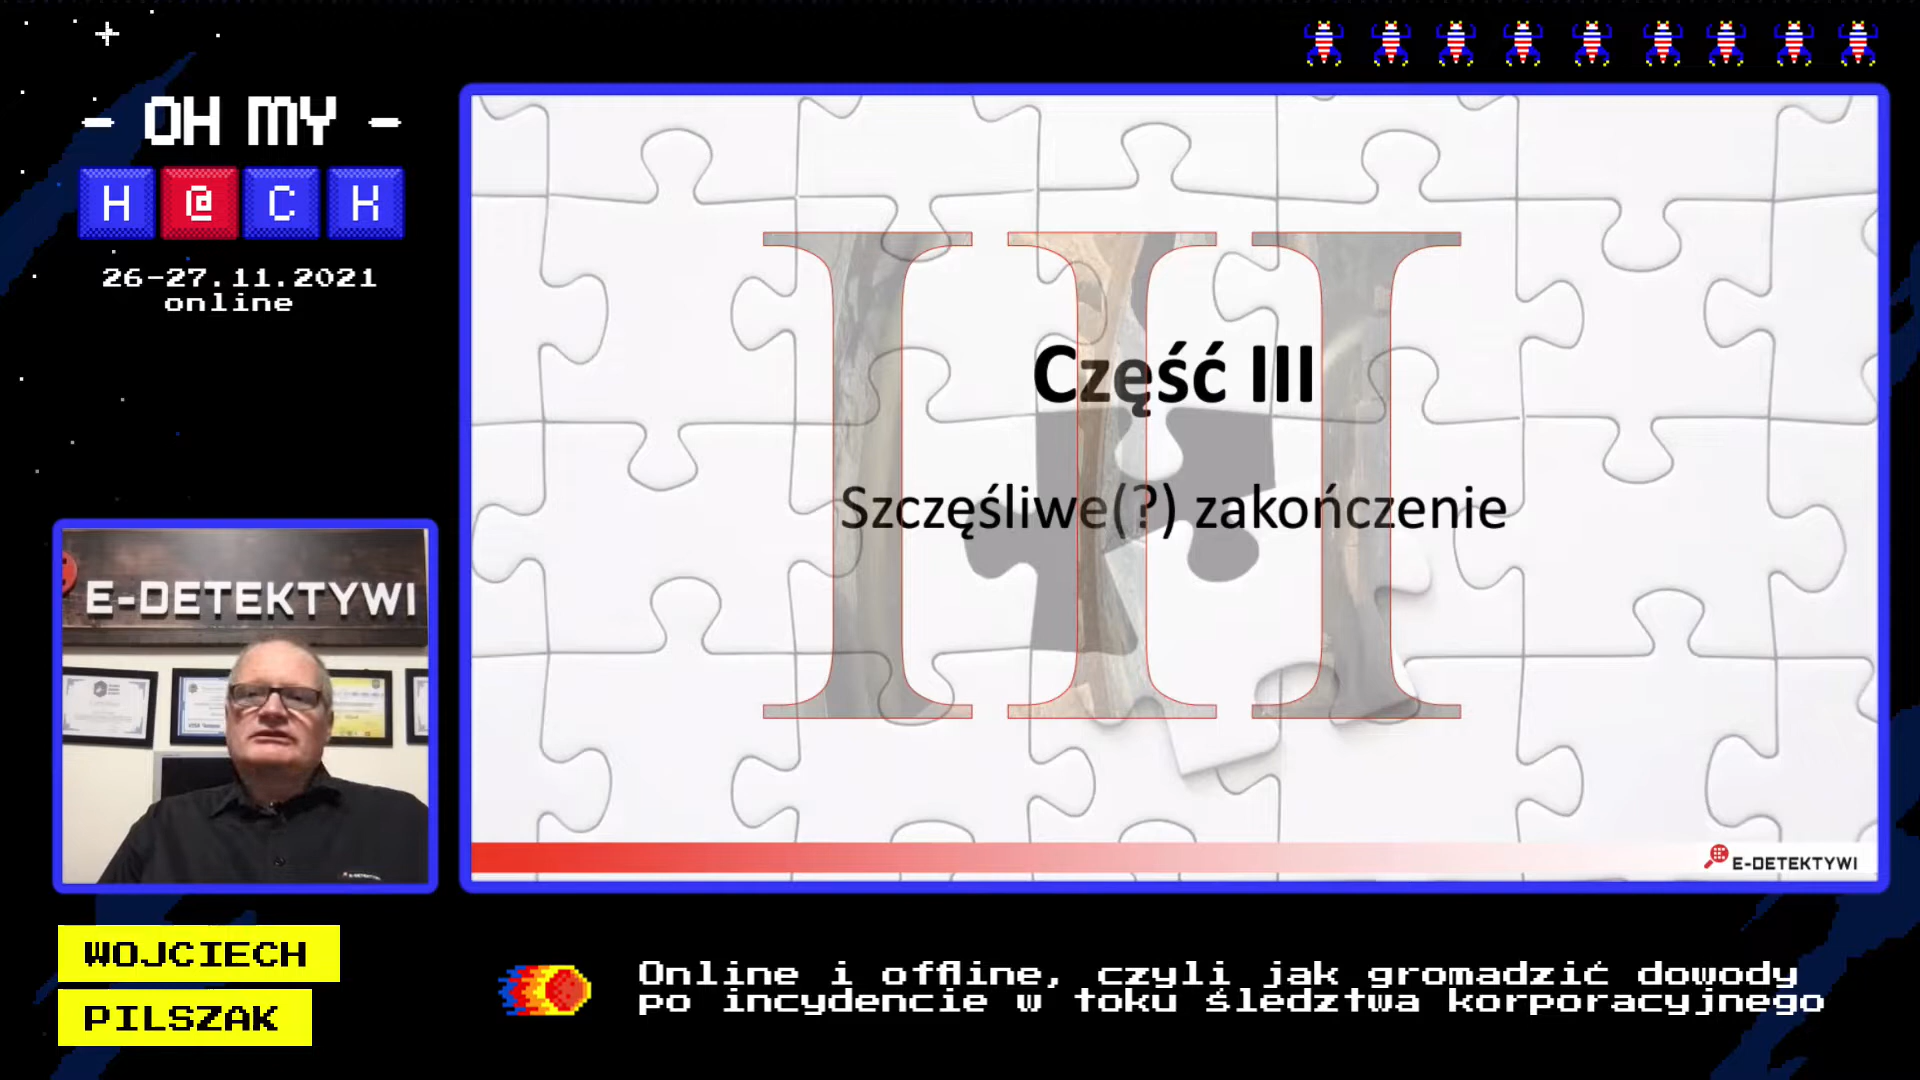 - OH MY -
H@CK
26-27.11.2021
online
Część III
Szczęśliwe(?) zakończenie
E-DETEKTYWI
E-DETEKTYWI
WOJCIECH
PILSZAK
Online i offline, czyli jak gromadzić dowody
po incydencie w toku śledztwa korporacyjnego